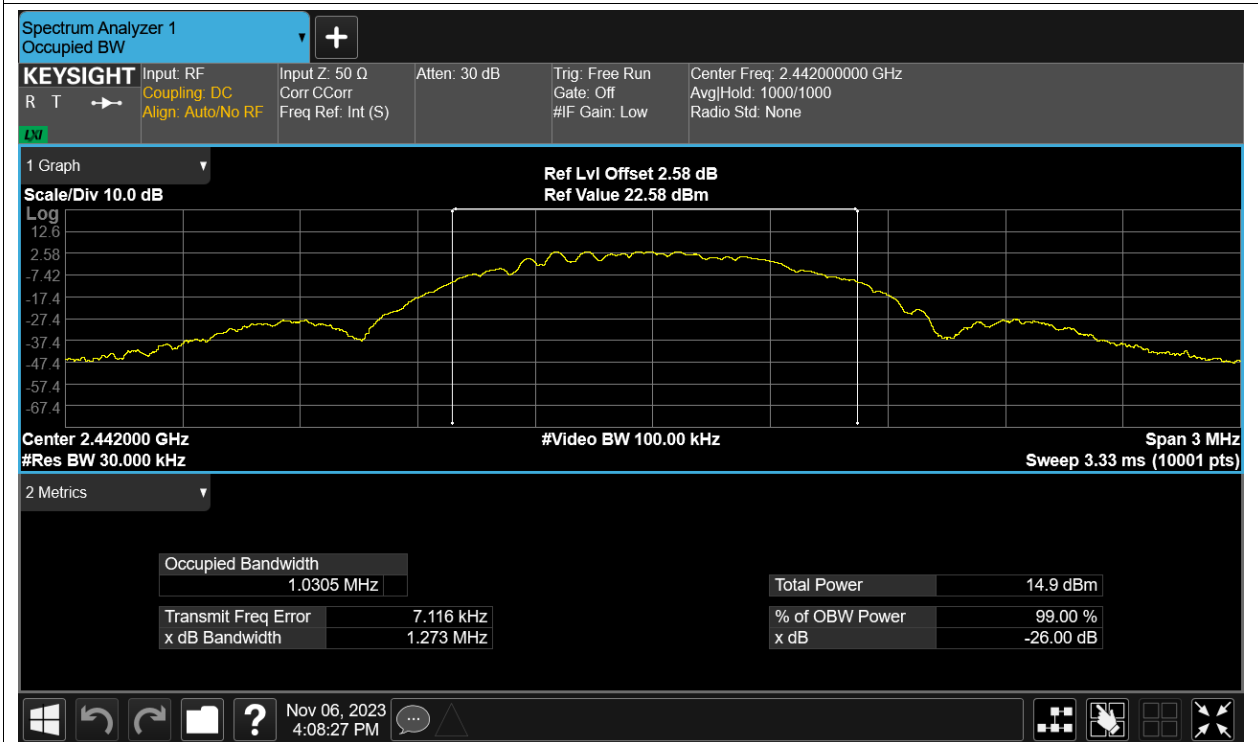 Spectrum Analyzer 1
Occupied BW
+
KEYSIGHT
R T
LXI
Input: RF
Coupling: DC
Align: Auto/No RF
Input Z: 50 Ω
Corr CCorr
Freq Ref: Int (S)
Atten: 30 dB
Trig: Free Run
Gate: Off
#IF Gain: Low
Center Freq: 2.442000000 GHz
Avg|Hold: 1000/1000
Radio Std: None
1 Graph
Scale/Div 10.0 dB
Ref Lvl Offset 2.58 dB
Ref Value 22.58 dBm
Log
12.6
2.58
-7.42
-17.4
-27.4
-37.4
-47.4
-57.4
-67.4
Center 2.442000 GHz
#Video BW 100.00 kHz
Span 3 MHz
#Res BW 30.000 kHz
Sweep 3.33 ms (10001 pts)
2 Metrics
Occupied Bandwidth
1.0305 MHz
Total Power 14.9 dBm
Transmit Freq Error 7.116 kHz
% of OBW Power 99.00 %
x dB Bandwidth 1.273 MHz
x dB -26.00 dB
?
Nov 06, 2023
4:08:27 PM